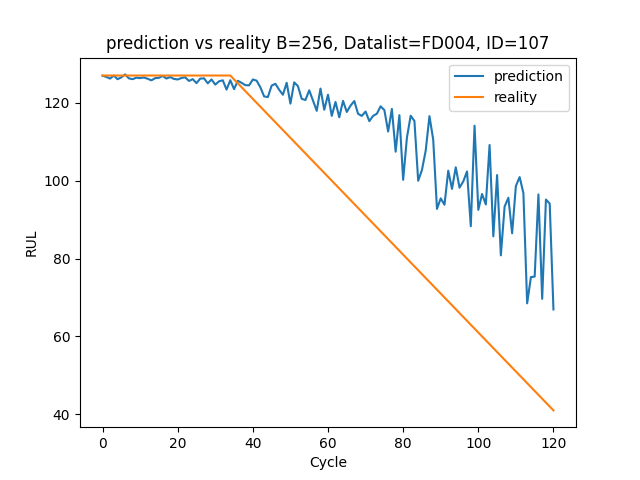 prediction vs reality B=256, Datalist=FD004, ID=107
prediction
reality
RUL
120
100
80
60
40
0 20 40 60 80 100 120
Cycle